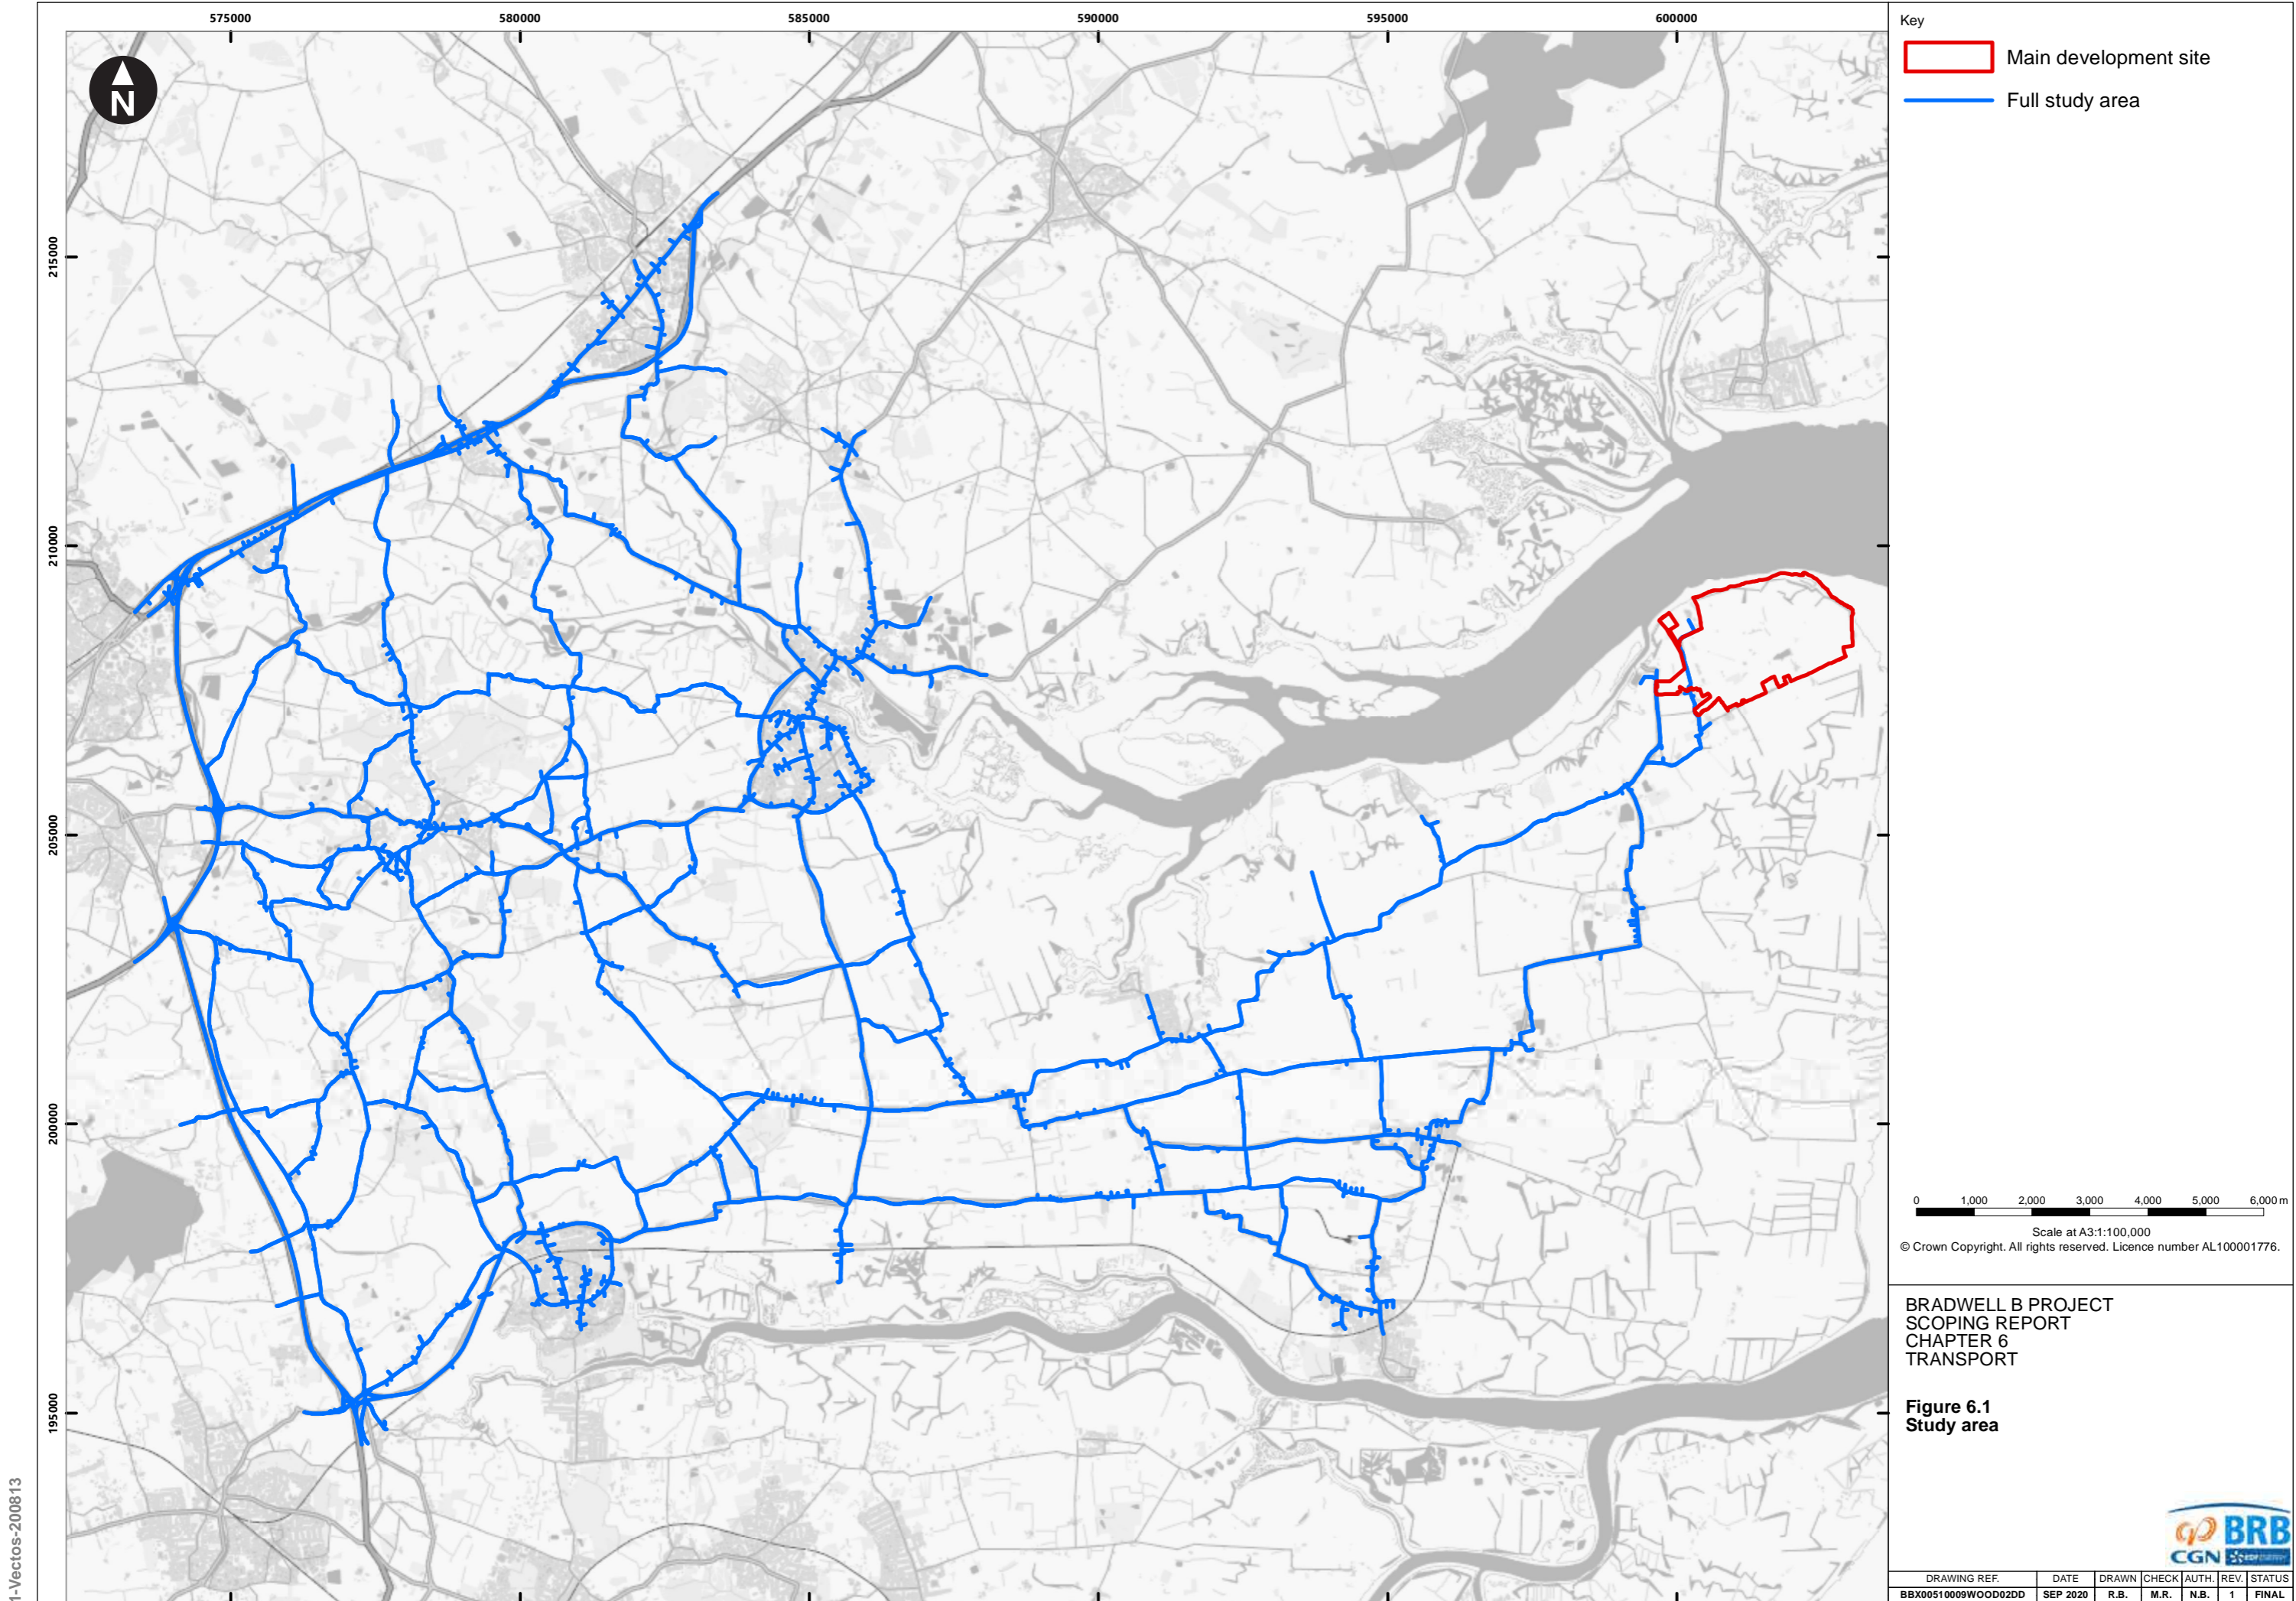 575000
580000
585000
590000
595000
600000
N
215000
210000
205000
200000
195000
1-Vectos-200813
Key
Main development site
Full study area
0 1,000 2,000 3,000 4,000 5,000 6,000 m
Scale at A3:1:100,000
© Crown Copyright. All rights reserved. Licence number AL100001776.
BRADWELL B PROJECT
SCOPING REPORT
CHAPTER 6
TRANSPORT
Figure 6.1
Study area
BRB
CGN edf ENERGY
DRAWING REF. DATE DRAWN CHECK AUTH. REV. STATUS
BBX00510009WOOD02DD SEP 2020 R.B. M.R. N.B. 1 FINAL